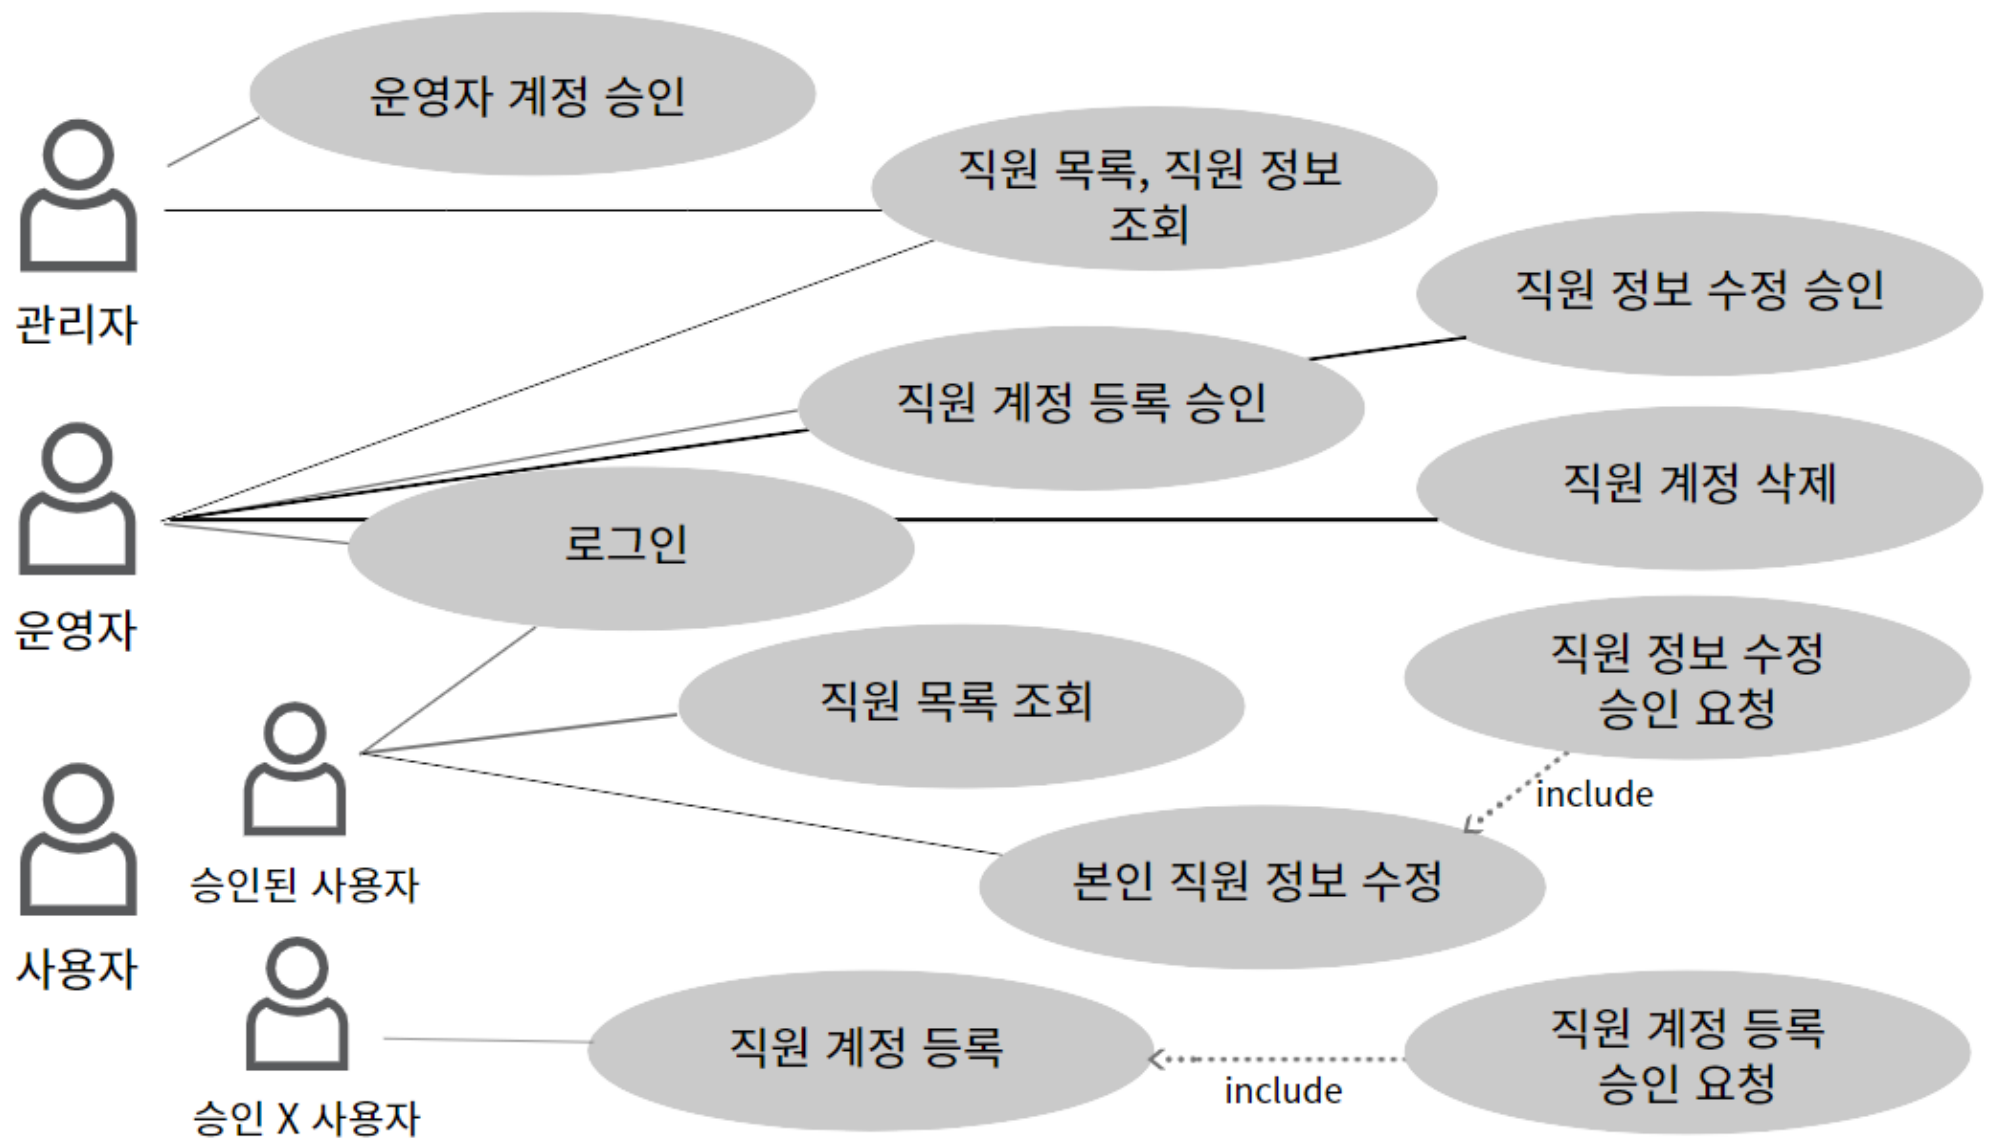 운영자 계정 승인
직원 목록, 직원 정보
조회
직원 정보 수정 승인
관리자
직원 계정 등록 승인
직원 계정 삭제
로그인
운영자
직원 정보 수정
승인 요청
직원 목록 조회
include
승인된 사용자
본인 직원 정보 수정
사용자
직원 계정 등록
직원 계정 등록
승인 요청
include
승인 X 사용자